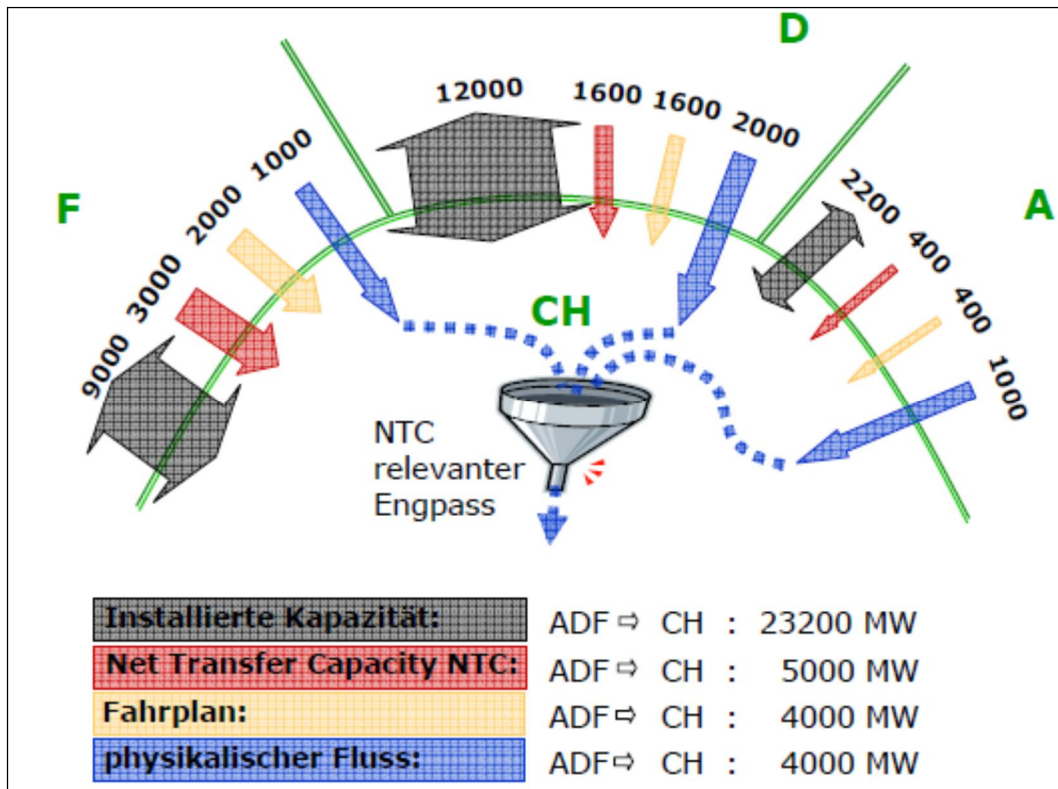 D
12000
1600
1600
2000
1000
2200
F
2000
A
3000
400
9000
CH
400
1000
NTC
relevanter
Engpass
Installierte Kapazität: ADF ⇨ CH : 23200 MW
Net Transfer Capacity NTC: ADF ⇨ CH : 5000 MW
Fahrplan: ADF ⇨ CH : 4000 MW
physikalischer Fluss: ADF ⇨ CH : 4000 MW